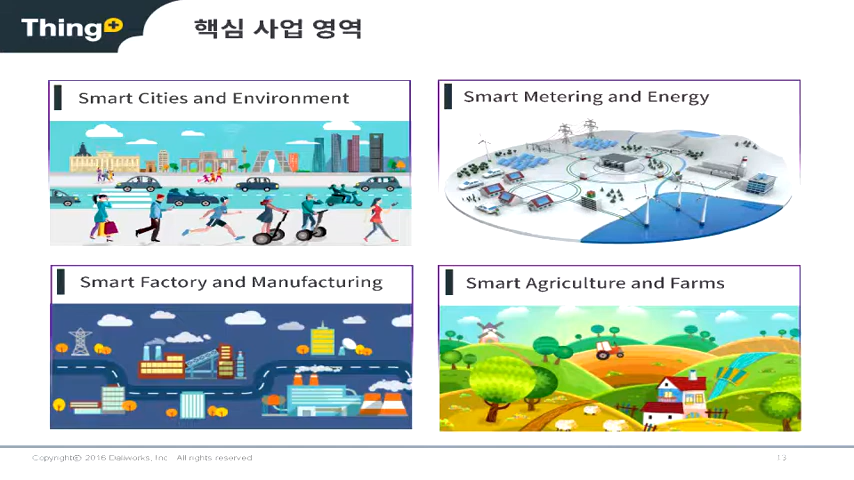 Thing+
핵심 사업 영역
Smart Cities and Environment
Smart Metering and Energy
Smart Factory and Manufacturing
Smart Agriculture and Farms
Copyright© 2016 Daliworks, Inc. All rights reserved.
13